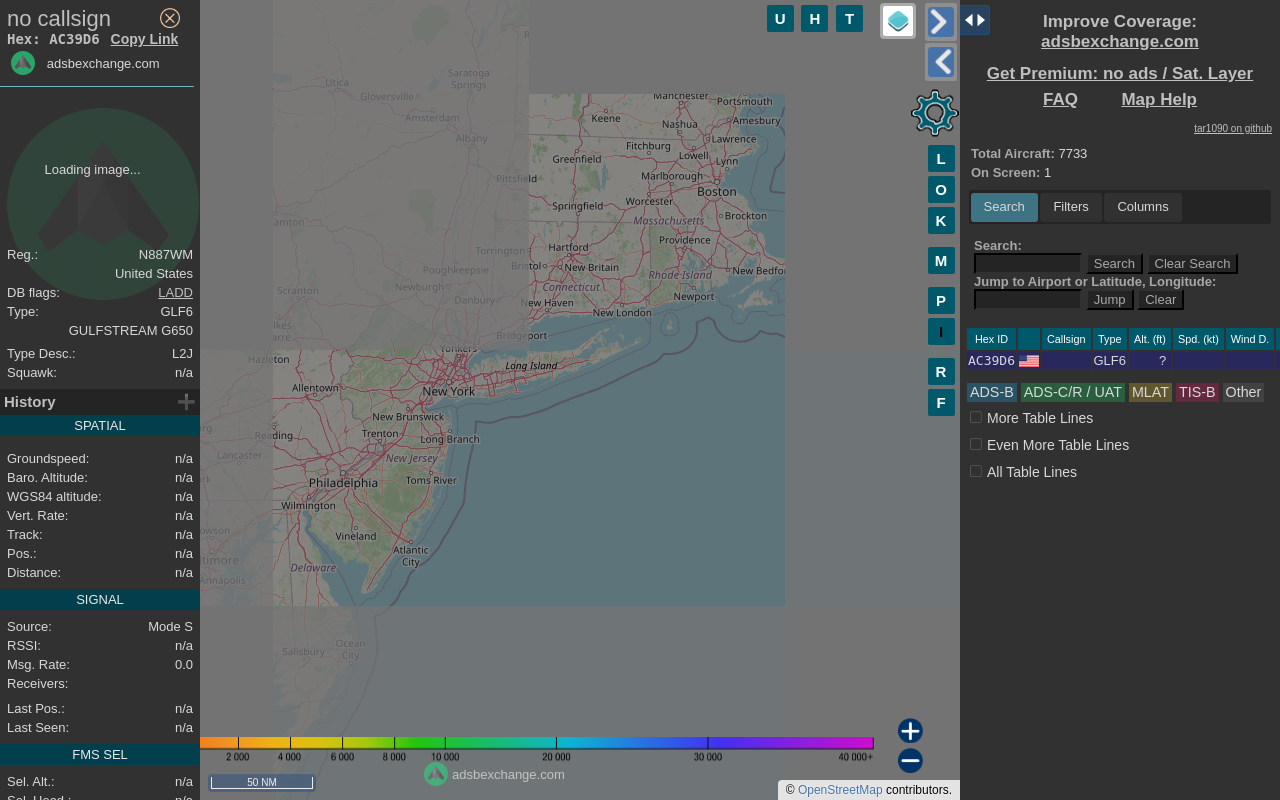 no callsign
Hex: AC39D6 Copy Link
adsbexchange.com
Loading image...
Reg.: N887WM
United States
DB flags: LADD
Type: GLF6
GULFSTREAM G650
Type Desc.: L2J
Squawk: n/a
History
SPATIAL
Groundspeed: n/a
Baro. Altitude: n/a
WGS84 altitude: n/a
Vert. Rate: n/a
Track: n/a
Pos.: n/a
Distance: n/a
SIGNAL
Source: Mode S
RSSI: n/a
Msg. Rate: 0.0
Receivers:
Last Pos.: n/a
Last Seen: n/a
FMS SEL
Sel. Alt.: n/a
Sel. Head.: n/a
U H T
L
O
K
M
P
I
R
F
Utica
Saratoga
Springs
Gloversville
Amsterdam
Albany
Pittsfield
Keene
Manchester
Portsmouth
Nashua
Amesbury
Fitchburg
Lawrence
Greenfield
Lowell
Lynn
Marlborough
Boston
Worcester
Springfield
Massachusetts
Brockton
Providence
Hartford
Torrington
Bristol
New Britain
Poughkeepsie
Rhode Island
New Bedford
Connecticut
Newburgh
Scranton
Danbury
New Haven
Newport
New London
Bridgeport
Yonkers
Hazleton
Long Island
Allentown
New York
New Brunswick
Reading
Trenton
Long Branch
Lancaster
New Jersey
Philadelphia
Toms River
Wilmington
Vineland
Atlantic
City
Delaware
Annapolis
Ocean
City
Salisbury
2 000 4 000 6 000 8 000 10 000 20 000 30 000 40 000+
adsbexchange.com
50 NM
© OpenStreetMap contributors.
Improve Coverage:
adsbexchange.com
Get Premium: no ads / Sat. Layer
FAQ Map Help
tar1090 on github
Total Aircraft: 7733
On Screen: 1
Search Filters Columns
Search:
Search Clear Search
Jump to Airport or Latitude, Longitude:
Jump Clear
Hex ID Callsign Type Alt. (ft) Spd. (kt) Wind D.
AC39D6 GLF6 ?
ADS-B ADS-C/R / UAT MLAT TIS-B Other
More Table Lines
Even More Table Lines
All Table Lines